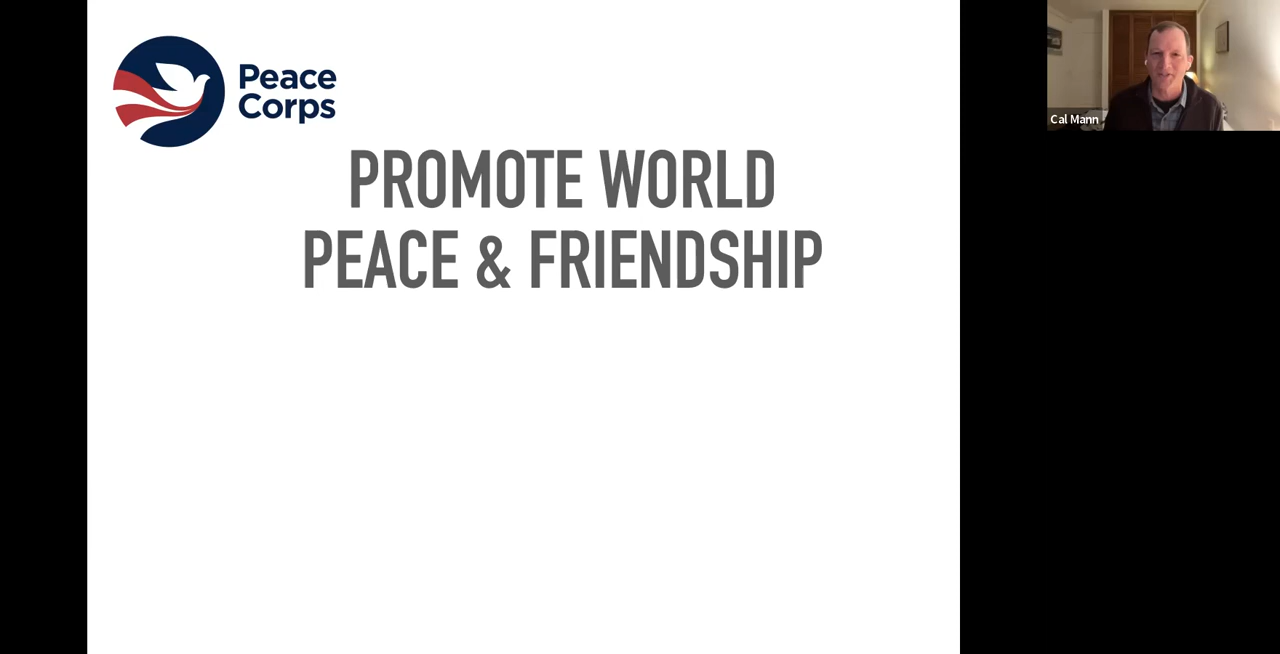 Peace
Corps
PROMOTE WORLD
PEACE & FRIENDSHIP
Cal Mann